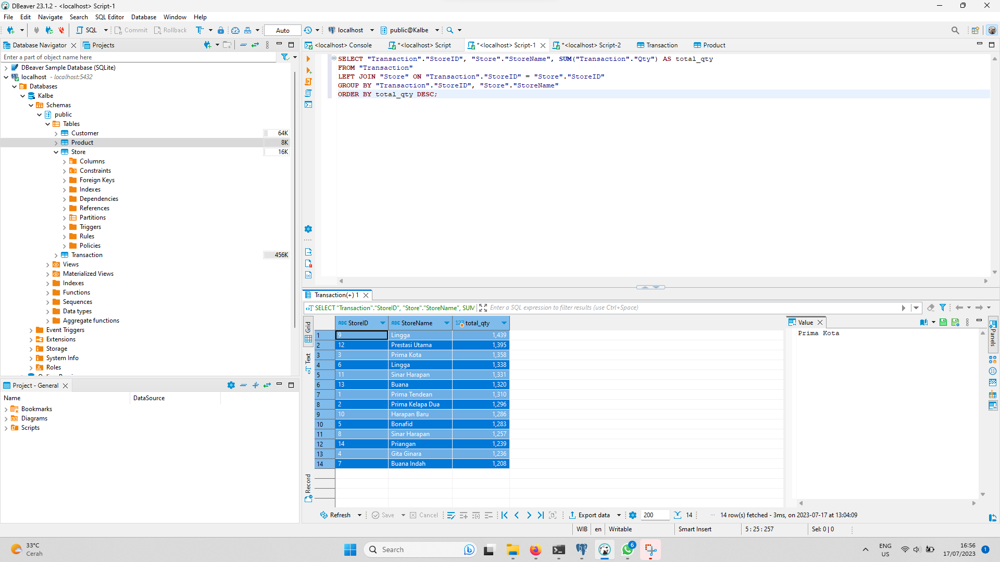 DBeaver 23.1.2 - <localhost> Script-1
File Edit Navigate Search SQL Editor Database Window Help
SQL Commit Rollback Auto localhost public@Kalbe
Database Navigator Projects
Enter a part of object name here
DBeaver Sample Database (SQLite)
localhost - localhost:5432
Databases
Kalbe
Schemas
public
Tables
Customer 64K
Product 8K
Store 16K
Columns
Constraints
Foreign Keys
Indexes
Dependencies
References
Partitions
Triggers
Rules
Policies
Transaction 456K
Views
Materialized Views
Indexes
Functions
Sequences
Data types
Aggregate functions
Event Triggers
Extensions
Storage
System Info
Roles
Project - General
Name DataSource
Bookmarks
Diagrams
Scripts
<localhost> Console *<localhost> Script *<localhost> Script-1 *<localhost> Script-2 Transaction Product
SELECT "Transaction"."StoreID", "Store"."StoreName", SUM("Transaction"."Qty") AS total_qty
FROM "Transaction"
LEFT JOIN "Store" ON "Transaction"."StoreID" = "Store"."StoreID"
GROUP BY "Transaction"."StoreID", "Store"."StoreName"
ORDER BY total_qty DESC;
Transaction(+) 1
SELECT "Transaction"."StoreID", "Store"."StoreName", SUM Enter a SQL expression to filter results (use Ctrl+Space)
Grid
Text
Record
ABC StoreID ABC StoreName 123 total_qty
1 9 Lingga 1,439
2 12 Prestasi Utama 1,395
3 3 Prima Kota 1,358
4 6 Lingga 1,338
5 11 Sinar Harapan 1,331
6 13 Buana 1,320
7 1 Prima Tendean 1,310
8 2 Prima Kelapa Dua 1,296
9 10 Harapan Baru 1,286
10 5 Bonafid 1,283
11 8 Sinar Harapan 1,257
12 14 Priangan 1,239
13 4 Gita Ginara 1,236
14 7 Buana Indah 1,208
Value
Prima Kota
Panels
Refresh Save Cancel Export data 200 14 14 row(s) fetched - 3ms, on 2023-07-17 at 13:04:09
WIB en Writable Smart Insert 5 : 25 : 257 Sel: 0 | 0
33°C
Cerah
Search
6
ENG
US
16:56
17/07/2023
1